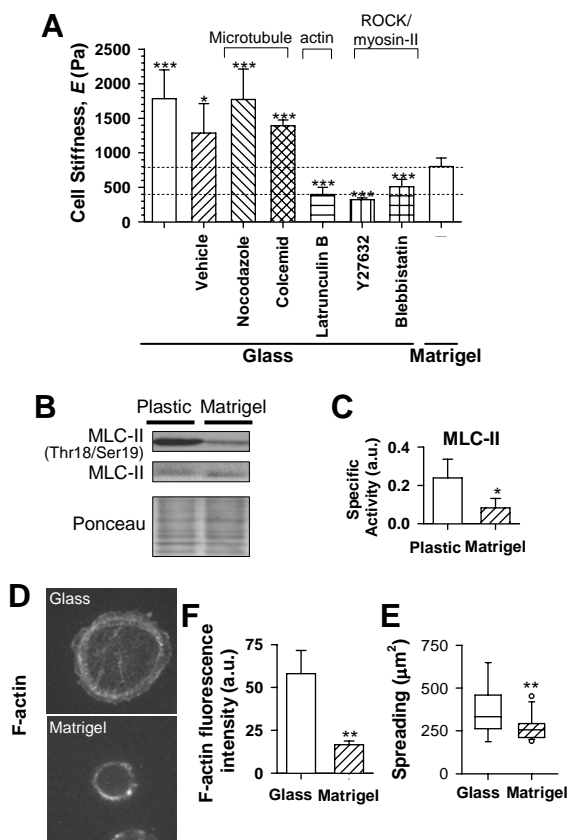 A
Microtubule actin ROCK/
myosin-II
Cell Stiffness, E (Pa)
2500
2000
1500
1000
500
0
*** * *** *** *** *** ***
Vehicle
Nocodazole
Colcemid
Latrunculin B
Y27632
Blebbistatin
—
Glass Matrigel
B
Plastic Matrigel
MLC-II
(Thr18/Ser19)
MLC-II
Ponceau
C
MLC-II
Specific
Activity (a.u.)
0.4
0.2
0.0
*
Plastic Matrigel
D
F-actin
Glass
Matrigel
F
F-actin fluorescence
intensity (a.u.)
75
50
25
0
**
Glass Matrigel
E
Spreading (μm²)
750
500
250
0
**
Glass Matrigel